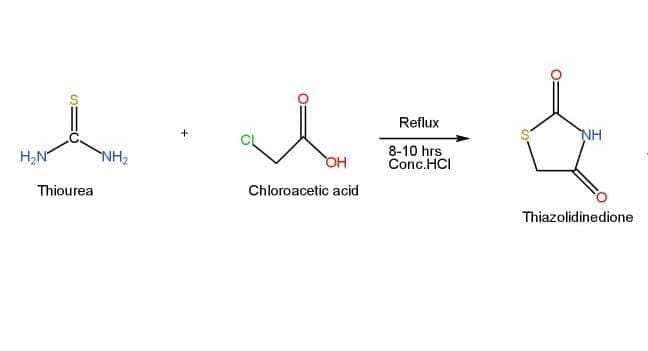 S
C
H₂N
NH₂
Thiourea
+
O
Cl
OH
Chloroacetic acid
Reflux
8-10 hrs
Conc.HCl
O
S
NH
O
Thiazolidinedione